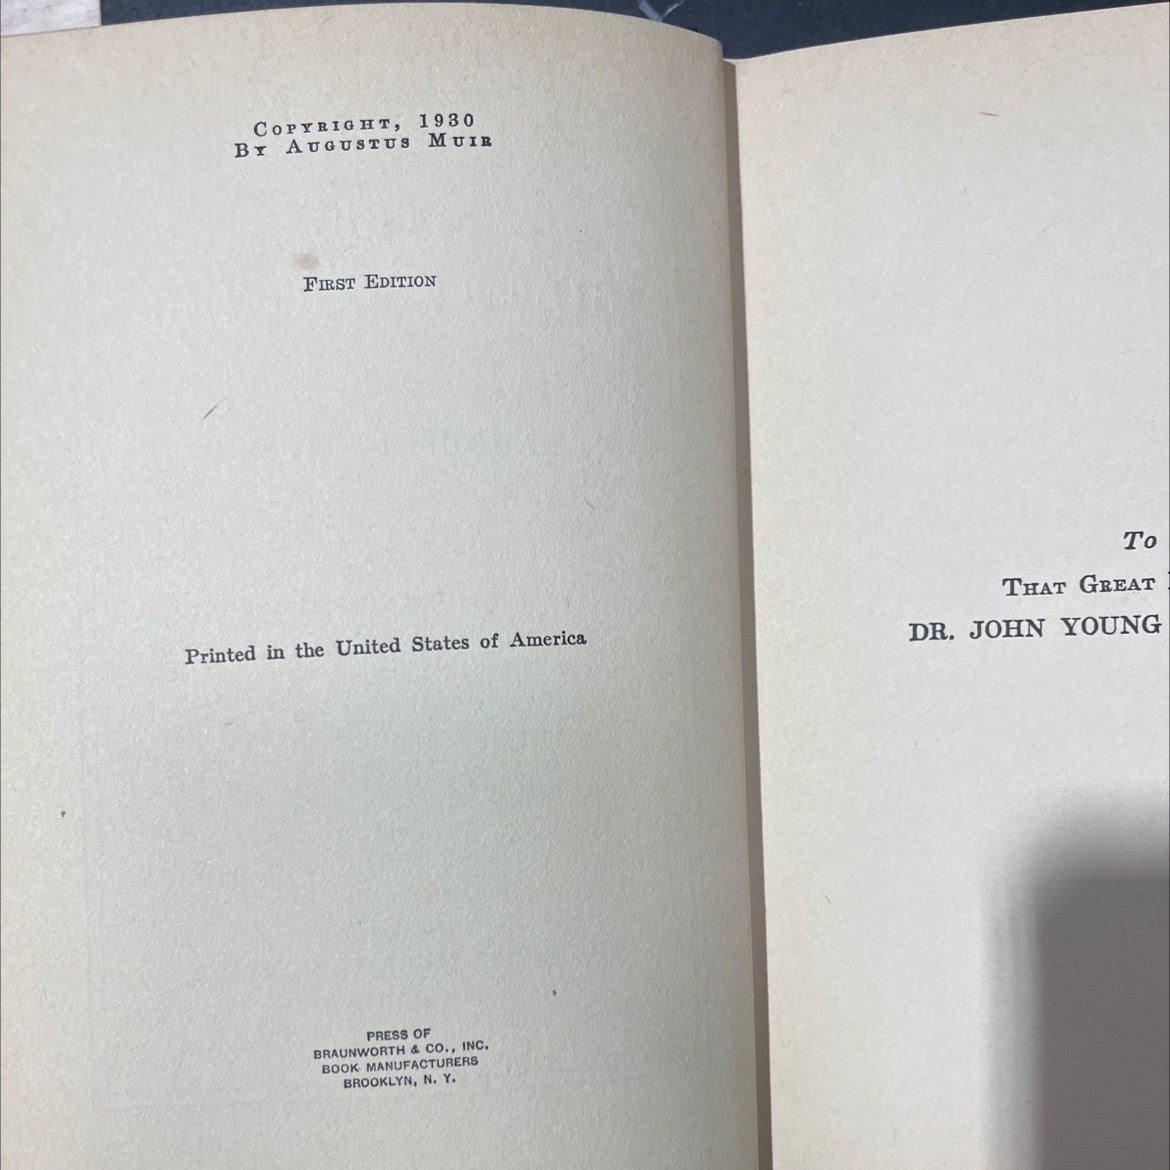 Copyright, 1930
By Augustus Muir
First Edition
Printed in the United States of America
PRESS OF
BRAUNWORTH & CO., INC.
BOOK MANUFACTURERS
BROOKLYN, N. Y.
To
That Great
DR. JOHN YOUNG